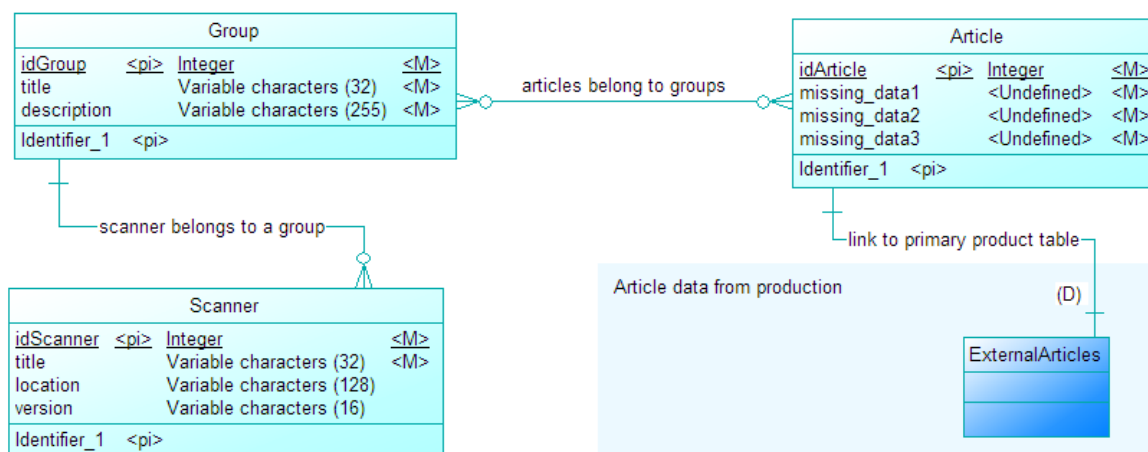 Group
idGroup <pi> Integer <M>
title Variable characters (32) <M>
description Variable characters (255) <M>
Identifier_1 <pi>
articles belong to groups
Article
idArticle <pi> Integer <M>
missing_data1 <Undefined> <M>
missing_data2 <Undefined> <M>
missing_data3 <Undefined> <M>
Identifier_1 <pi>
scanner belongs to a group
link to primary product table
Scanner
idScanner <pi> Integer <M>
title Variable characters (32) <M>
location Variable characters (128)
version Variable characters (16)
Identifier_1 <pi>
Article data from production
(D)
ExternalArticles